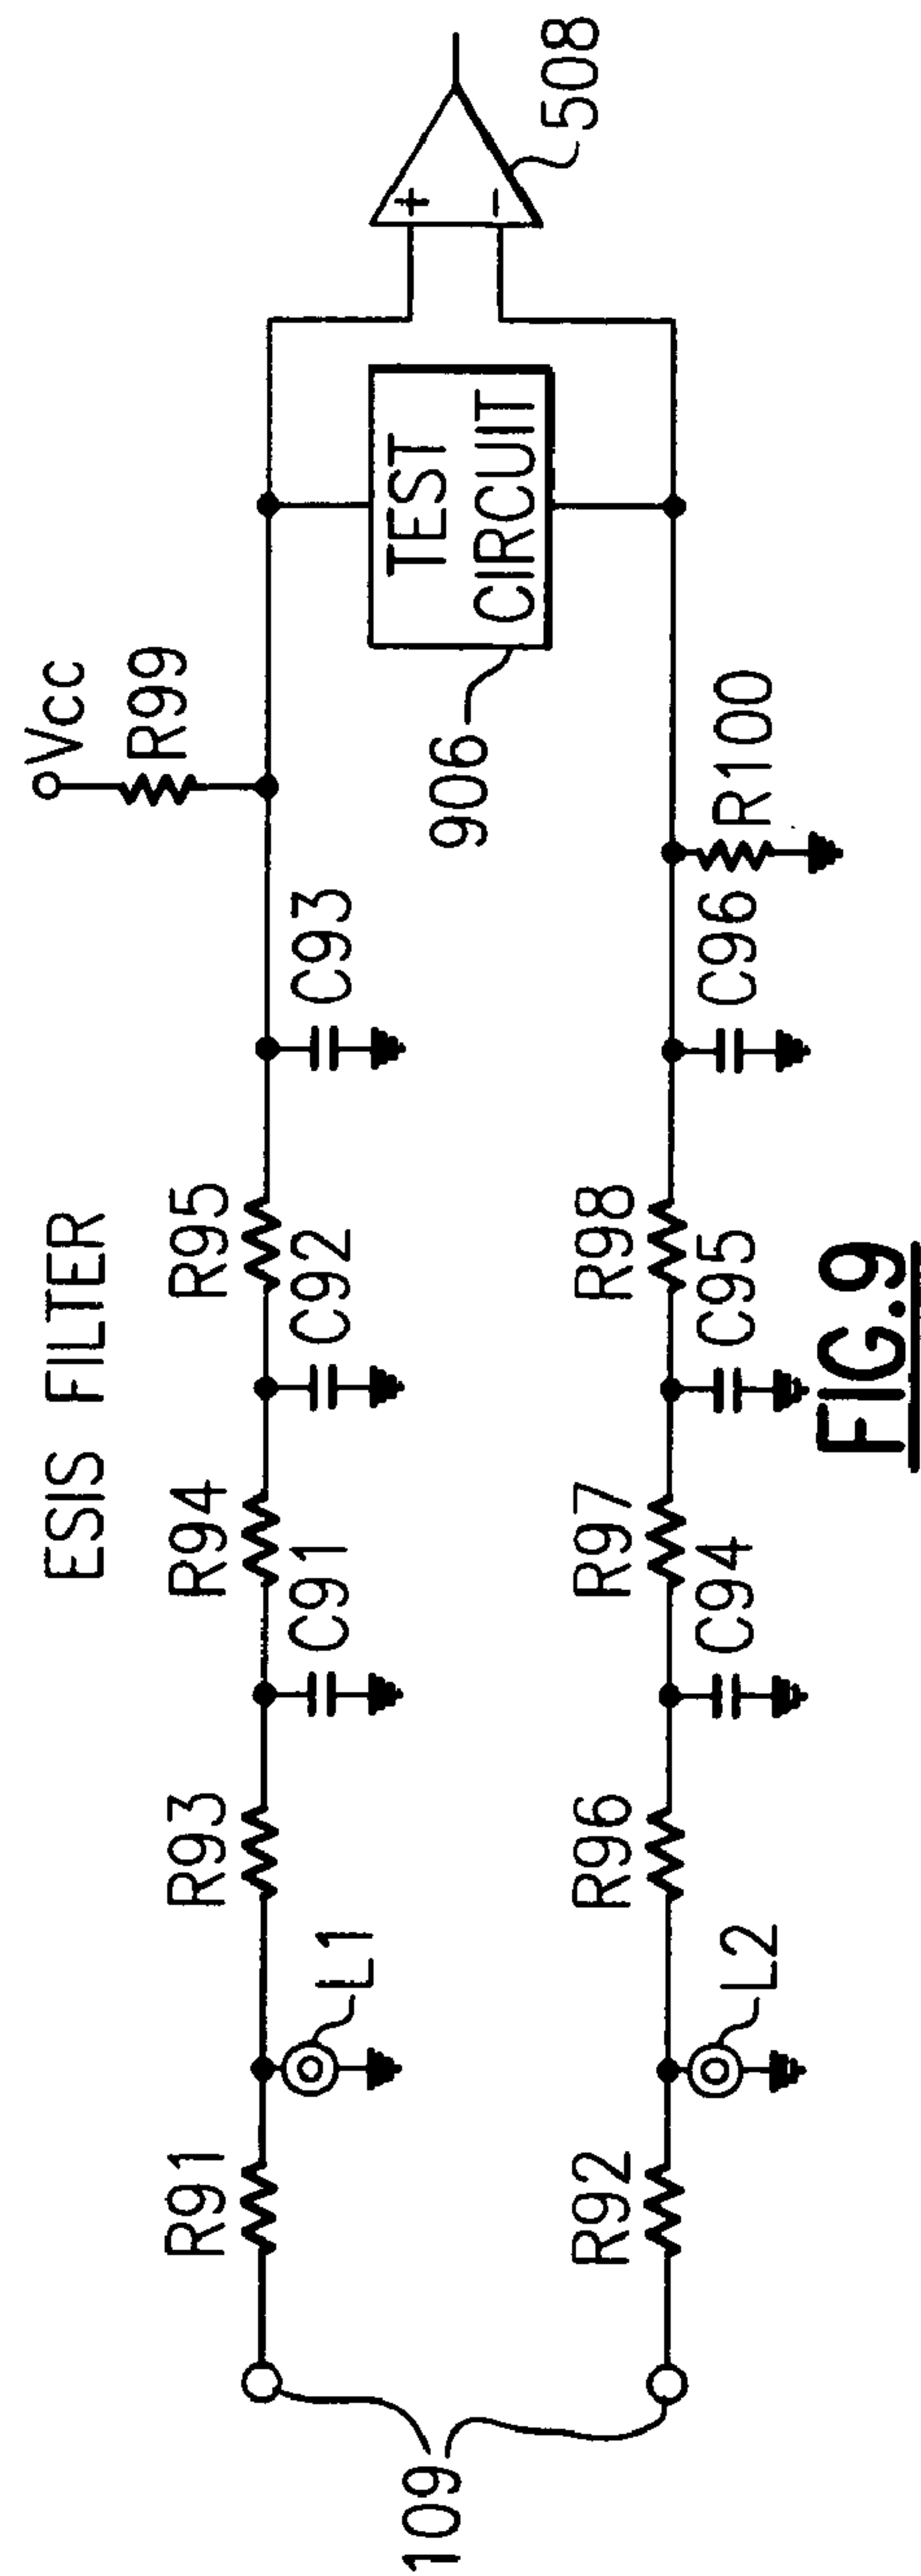 ESIS FILTER
Vcc
R99
R91
R93
R94
R95
L1
C91
C92
C93
109
TEST
CIRCUIT
906
508
+
−
R92
R96
R97
R98
R100
L2
C94
C95
C96
FIG.9